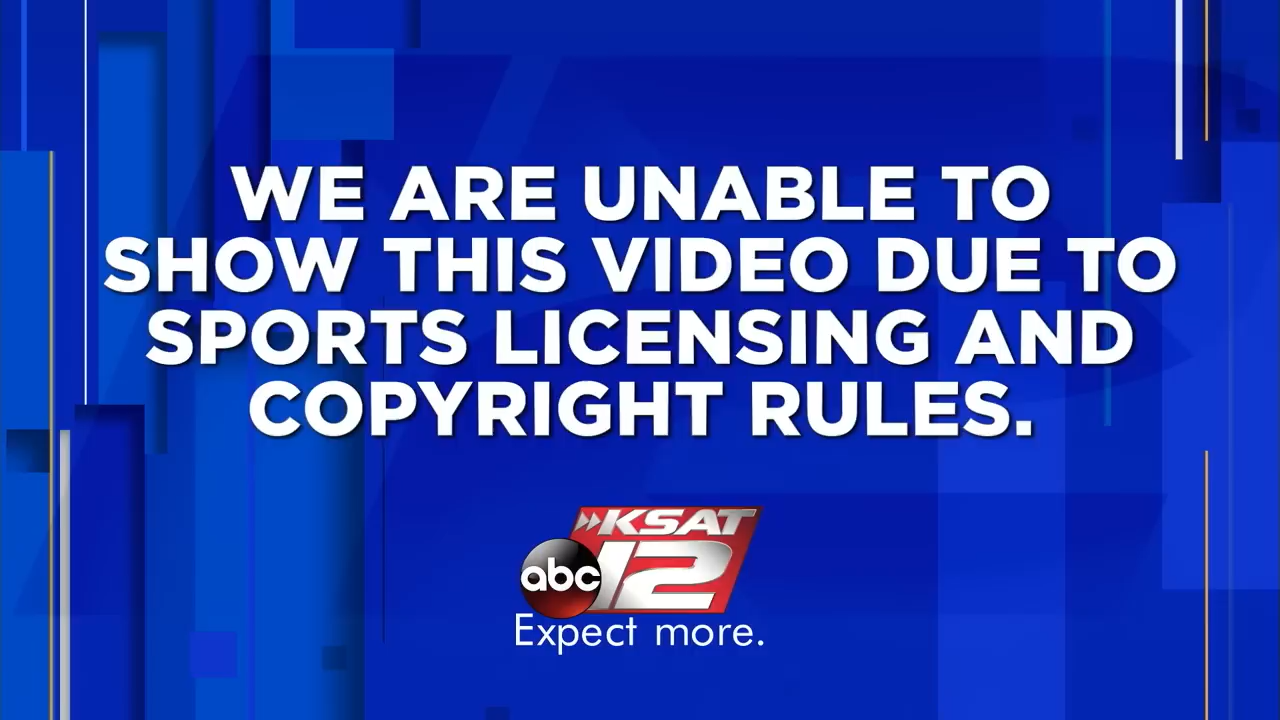 WE ARE UNABLE TO
SHOW THIS VIDEO DUE TO
SPORTS LICENSING AND
COPYRIGHT RULES.
KSAT
abc 12
Expect more.